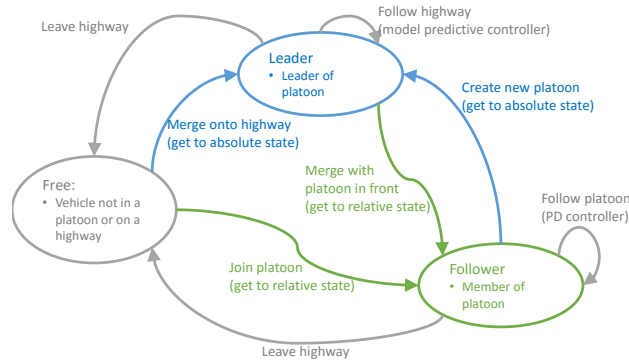 Leave highway
Follow highway
(model predictive controller)
Leader
• Leader of
platoon
Create new platoon
(get to absolute state)
Merge onto highway
(get to absolute state)
Merge with
platoon in front
(get to relative state)
Free:
• Vehicle not in a
platoon or on a
highway
Follow platoon
(PD controller)
Join platoon
(get to relative state)
Follower
• Member of
platoon
Leave highway